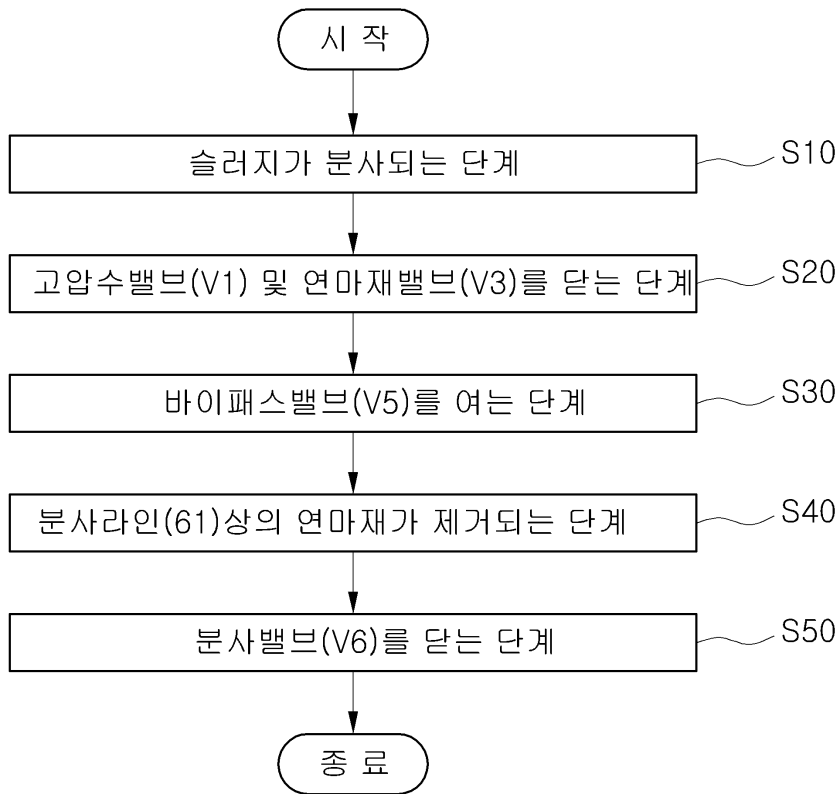 시 작
슬러지가 분사되는 단계
S10
고압수밸브(V1) 및 연마재밸브(V3)를 닫는 단계
S20
바이패스밸브(V5)를 여는 단계
S30
분사라인(61)상의 연마재가 제거되는 단계
S40
분사밸브(V6)를 닫는 단계
S50
종 료